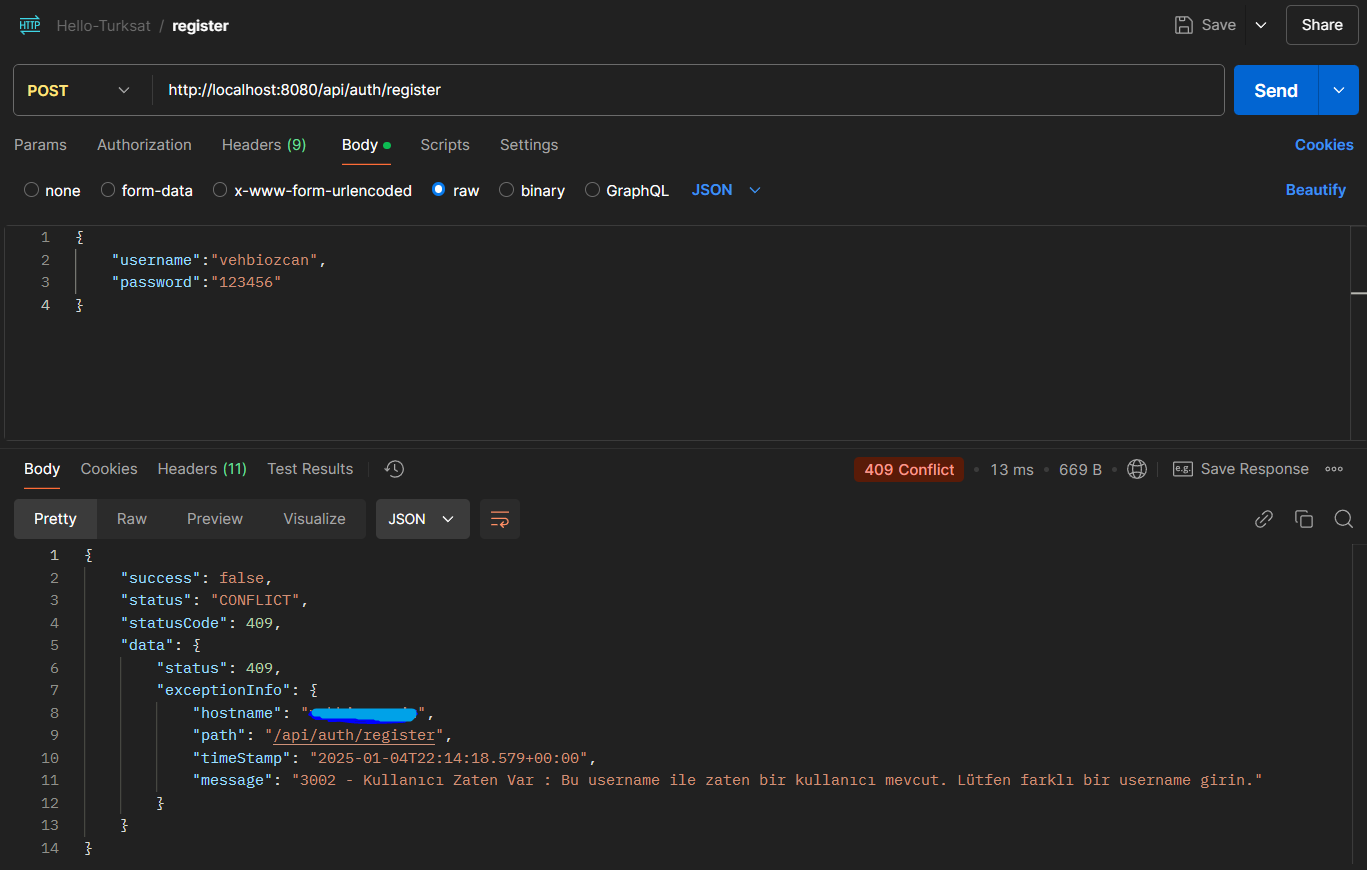 HTTP Hello-Turksat / register Save Share
POST http://localhost:8080/api/auth/register Send
Params Authorization Headers (9) Body Scripts Settings Cookies
none form-data x-www-form-urlencoded raw binary GraphQL JSON Beautify
1 {
2 "username":"vehbiozcan",
3 "password":"123456"
4 }
Body Cookies Headers (11) Test Results 409 Conflict 13 ms 669 B e.g. Save Response
Pretty Raw Preview Visualize JSON
1 {
2 "success": false,
3 "status": "CONFLICT",
4 "statusCode": 409,
5 "data": {
6 "status": 409,
7 "exceptionInfo": {
8 "hostname": "",
9 "path": "/api/auth/register",
10 "timeStamp": "2025-01-04T22:14:18.579+00:00",
11 "message": "3002 - Kullanıcı Zaten Var : Bu username ile zaten bir kullanıcı mevcut. Lütfen farklı bir username girin."
12 }
13 }
14 }